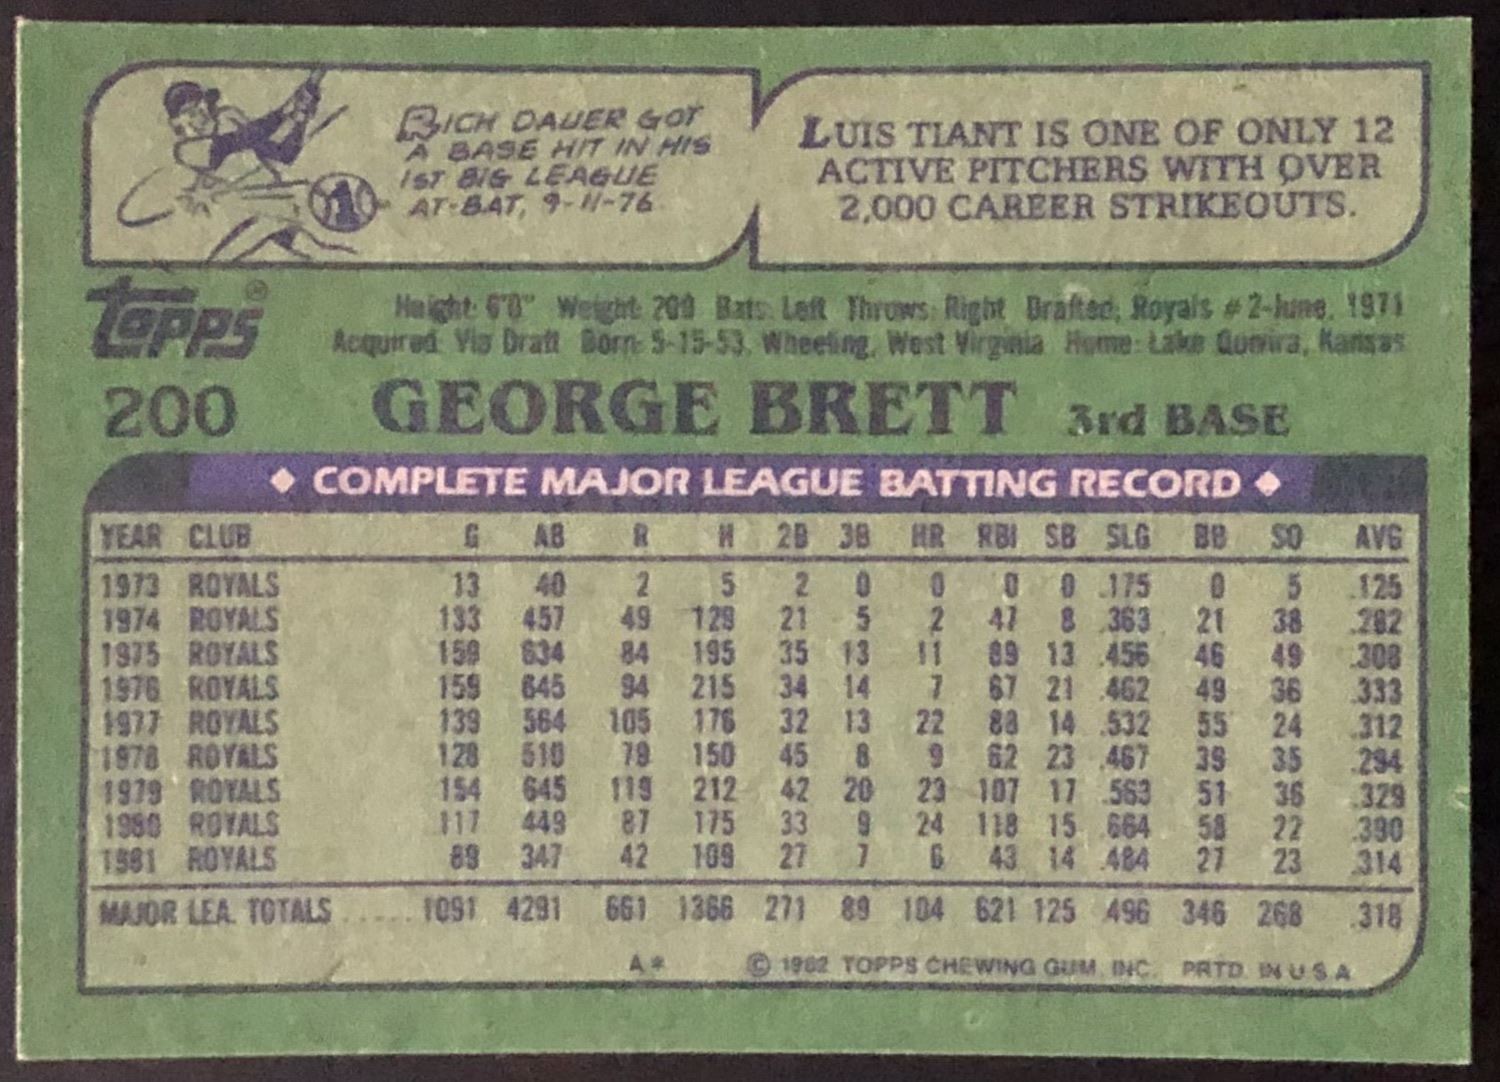 RICH DAUER GOT
A BASE HIT IN HIS
1ST BIG LEAGUE
AT-BAT, 9-11-76.
LUIS TIANT IS ONE OF ONLY 12
ACTIVE PITCHERS WITH OVER
2,000 CAREER STRIKEOUTS.
Topps®
Height: 6'0" Weight: 200 Bats: Left Throws: Right Drafted: Royals #2-June, 1971
Acquired: Via Draft Born: 5-15-53, Wheeling, West Virginia Home: Lake Quivira, Kansas
200 GEORGE BRETT 3rd BASE
◆ COMPLETE MAJOR LEAGUE BATTING RECORD ◆
YEAR CLUB G AB R H 2B 3B HR RBI SB SLG BB SO AVG
1973 ROYALS 13 40 2 5 2 0 0 0 0 .175 0 5 .125
1974 ROYALS 133 457 49 129 21 5 2 47 8 .363 21 38 .282
1975 ROYALS 159 634 84 195 35 13 11 89 13 .456 46 49 .308
1976 ROYALS 159 645 94 215 34 14 7 67 21 .462 49 36 .333
1977 ROYALS 139 564 105 176 32 13 22 88 14 .532 55 24 .312
1978 ROYALS 128 510 79 150 45 8 9 62 23 .467 39 35 .294
1979 ROYALS 154 645 119 212 42 20 23 107 17 .563 51 36 .329
1980 ROYALS 117 449 87 175 33 9 24 118 15 .664 58 22 .390
1981 ROYALS 89 347 42 109 27 7 6 43 14 .484 27 23 .314
MAJOR LEA. TOTALS ..... 1091 4291 661 1366 271 89 104 621 125 .496 346 268 .318
A* © 1982 TOPPS CHEWING GUM, INC. PRTD. IN U.S.A.